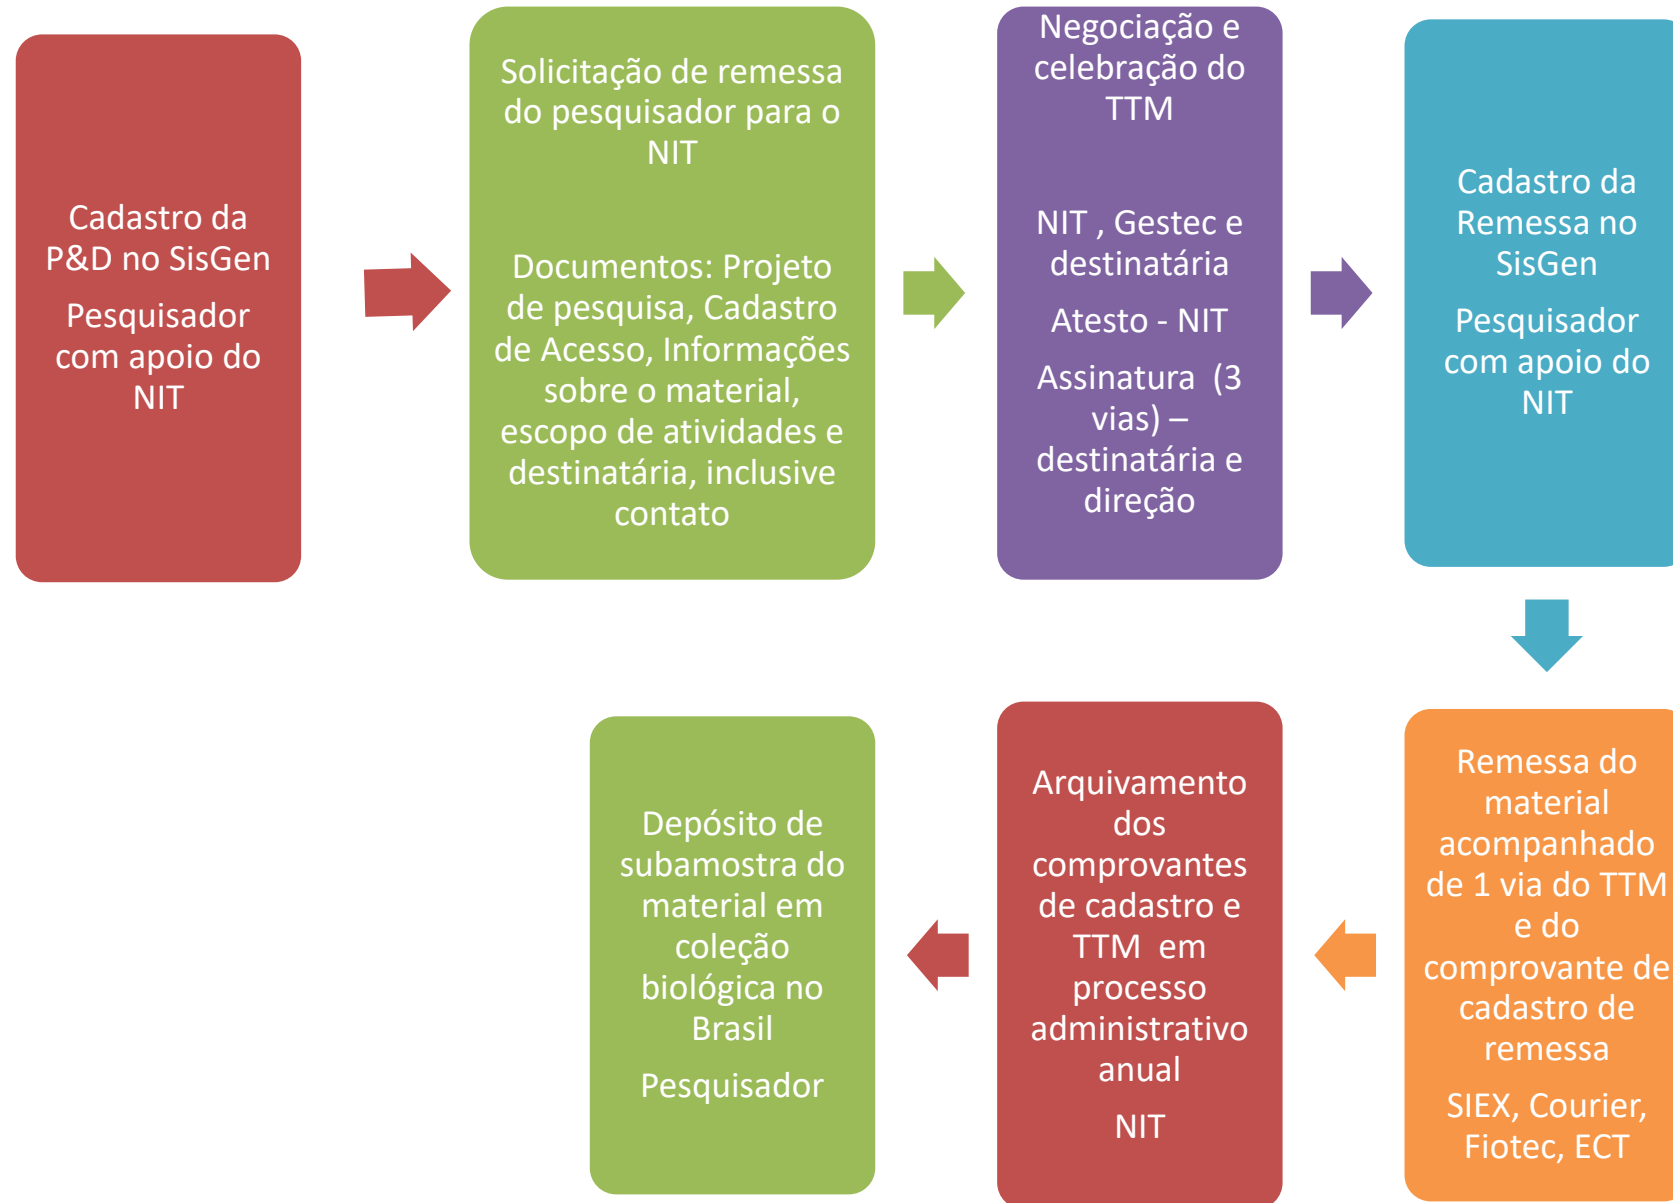 Cadastro da
P&D no SisGen
Pesquisador
com apoio do
NIT
Solicitação de remessa
do pesquisador para o
NIT
Documentos: Projeto
de pesquisa, Cadastro
de Acesso, Informações
sobre o material,
escopo de atividades e
destinatária, inclusive
contato
Negociação e
celebração do
TTM
NIT , Gestec e
destinatária
Atesto - NIT
Assinatura  (3
vias) –
destinatária e
direção
Cadastro da
Remessa no
SisGen
Pesquisador
com apoio do
NIT
Remessa do
material
acompanhado
de 1 via do TTM
e do
comprovante de
cadastro de
remessa
SIEX, Courier,
Fiotec, ECT
Arquivamento
dos
comprovantes
de cadastro e
TTM  em
processo
administrativo
anual
NIT
Depósito de
subamostra do
material em
coleção
biológica no
Brasil
Pesquisador